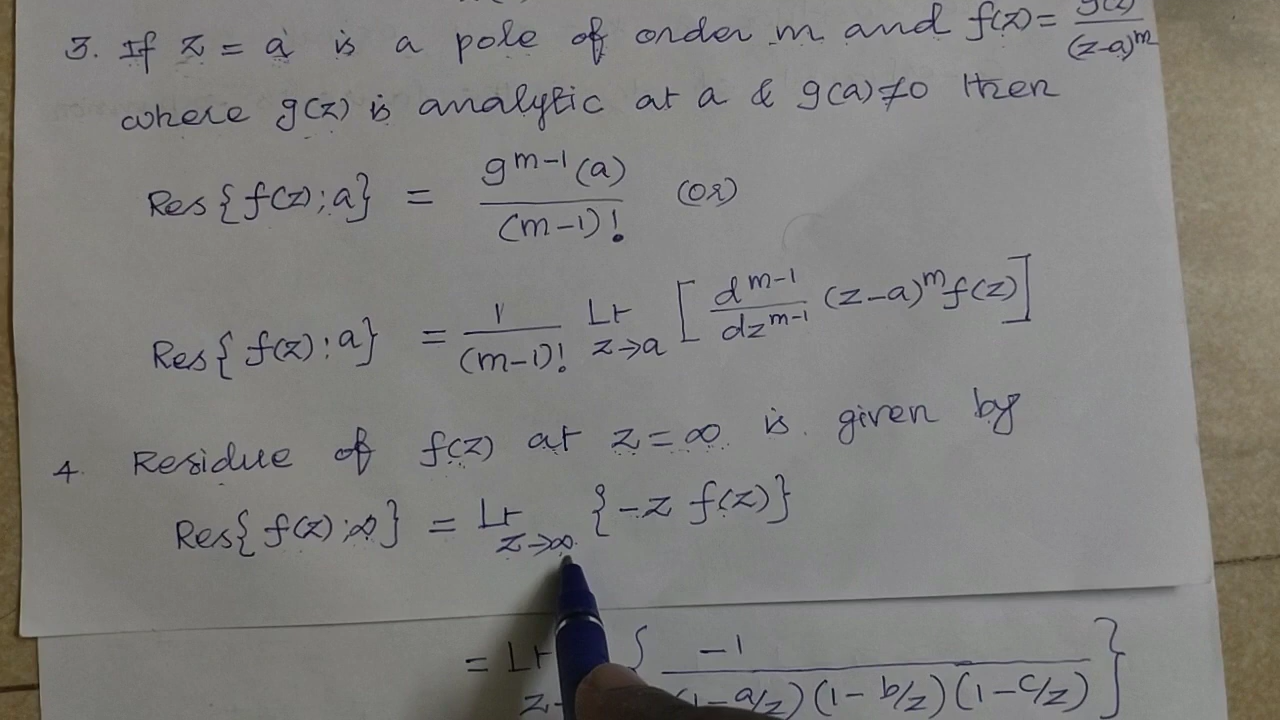 3. If z = a is a pole of order m and f(z) = g(z)/(z-a)^m
where g(z) is analytic at a & g(a)≠0 then
Res{f(z);a} = g^{m-1}(a)/(m-1)! (or)
Res{f(z);a} = 1/(m-1)! Lt z→a [d^{m-1}/dz^{m-1} (z-a)^m f(z)]
4. Residue of f(z) at z=∞ is given by
Res{f(z);∞} = Lt z→∞ {-z f(z)}
= Lt z→ { -1/(1-a/z)(1-b/z)(1-c/z) }